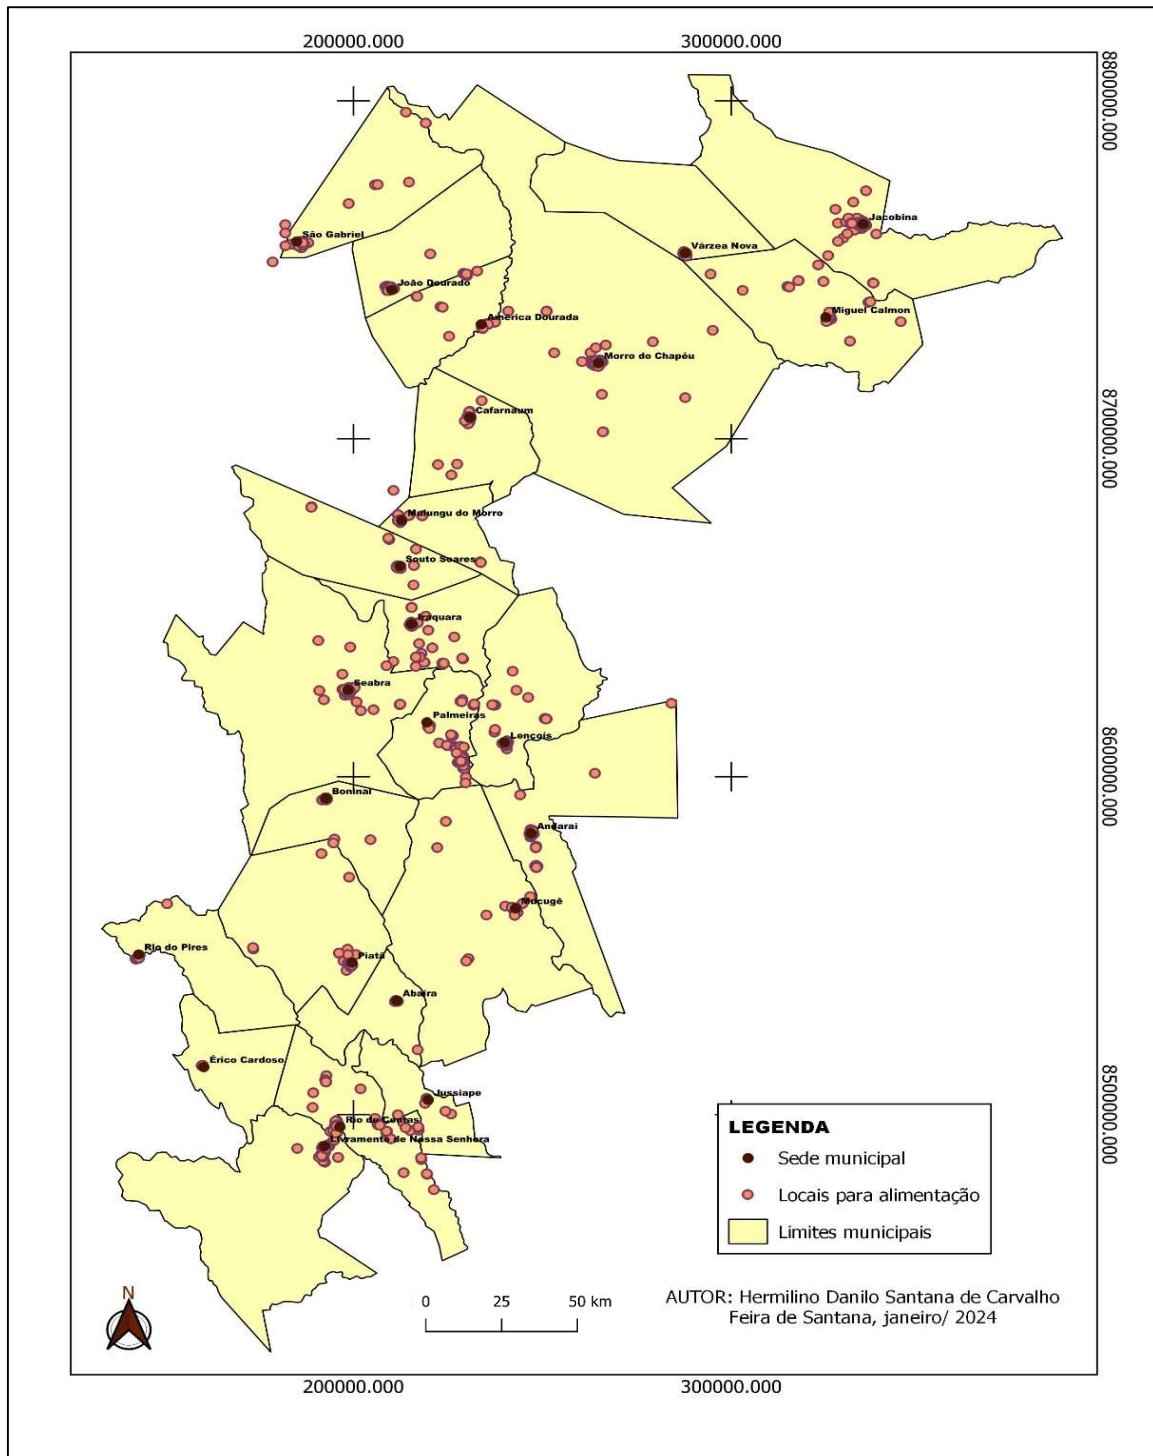 200000.000
300000.000
8800000.000
Jacobina
São Gabriel
Várzea Nova
João Dourado
Miguel Calmon
América Dourada
Morro do Chapéu
Cafarnaum
8700000.000
Mulungu do Morro
Souto Soares
Iraquara
Seabra
Palmeiras
Lençois
8600000.000
Boninal
Andarai
Mucugê
Rio do Pires
Piatã
Abaira
Érico Cardoso
Jussiape
8500000.000
Rio de Contas
Livramento de Nossa Senhora
LEGENDA
Sede municipal
Locais para alimentação
Limites municipais
N
0 25 50 km
AUTOR: Hermilino Danilo Santana de Carvalho
Feira de Santana, janeiro/ 2024
200000.000
300000.000